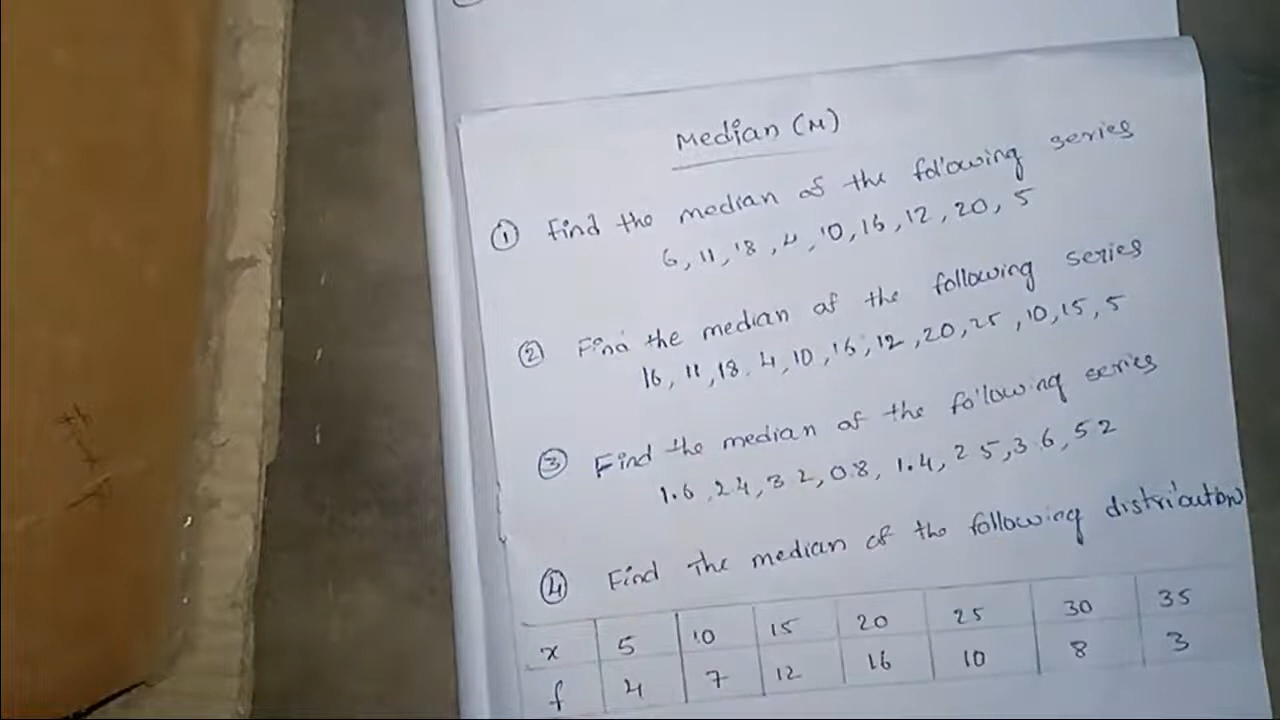 Median (M)
① Find the median of the following series
6, 11, 18, 4, 10, 16, 12, 20, 5
② Find the median of the following series
16, 11, 18, 4, 10, 16, 12, 20, 25, 10, 15, 5
③ Find the median of the following series
1.6, 2.4, 3.2, 0.8, 1.4, 2.5, 3.6, 5.2
④ Find The median of the following distribution
x 5 10 15 20 25 30 35
f 4 7 12 16 10 8 3